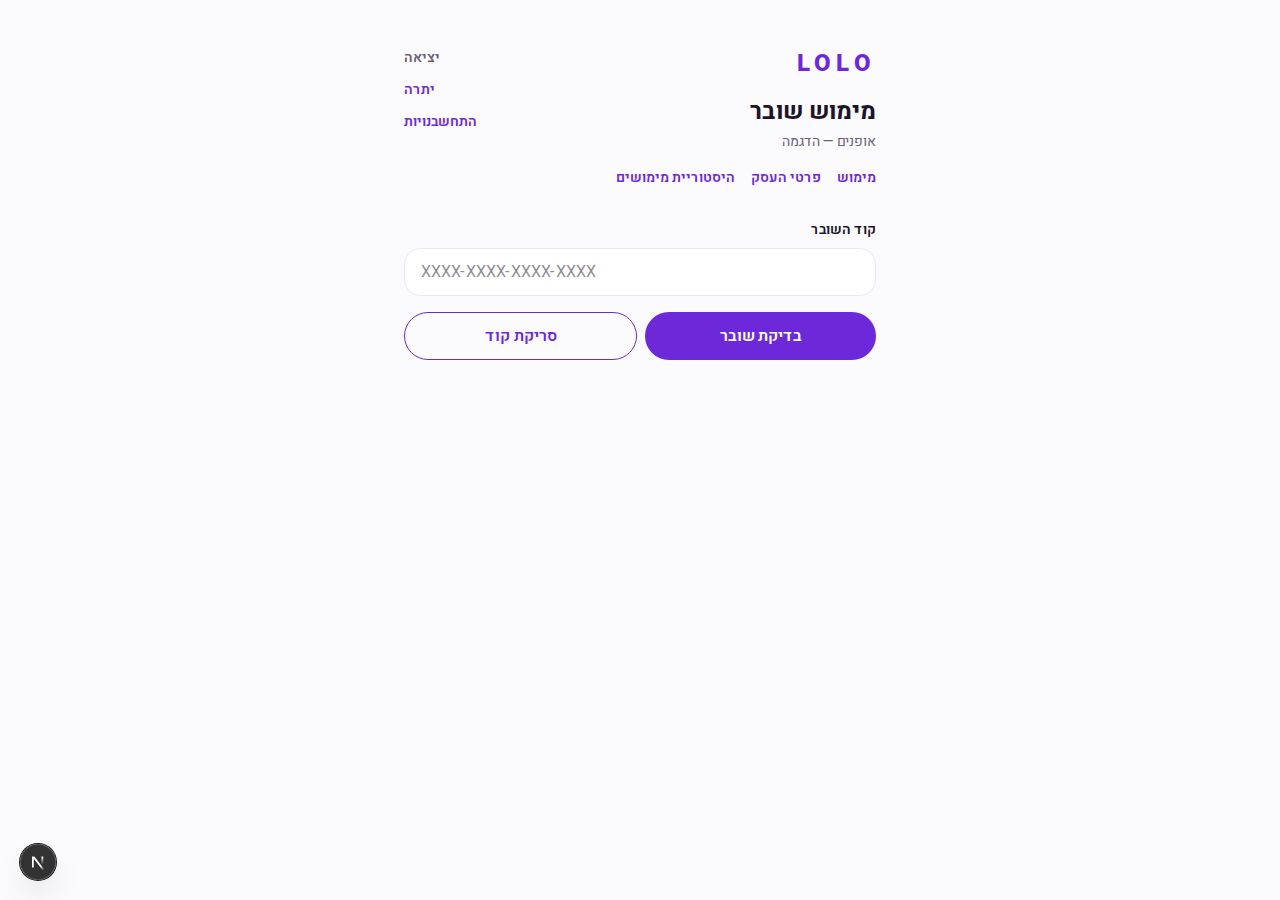 LOLO
יציאה
מימוש שובר
יתרה
אופנים – הדגמה
התחשבנויות
מימוש פרטי העסק היסטוריית מימושים
קוד השובר
XXXX-XXXX-XXXX-XXXX
בדיקת שובר
סריקת קוד
N